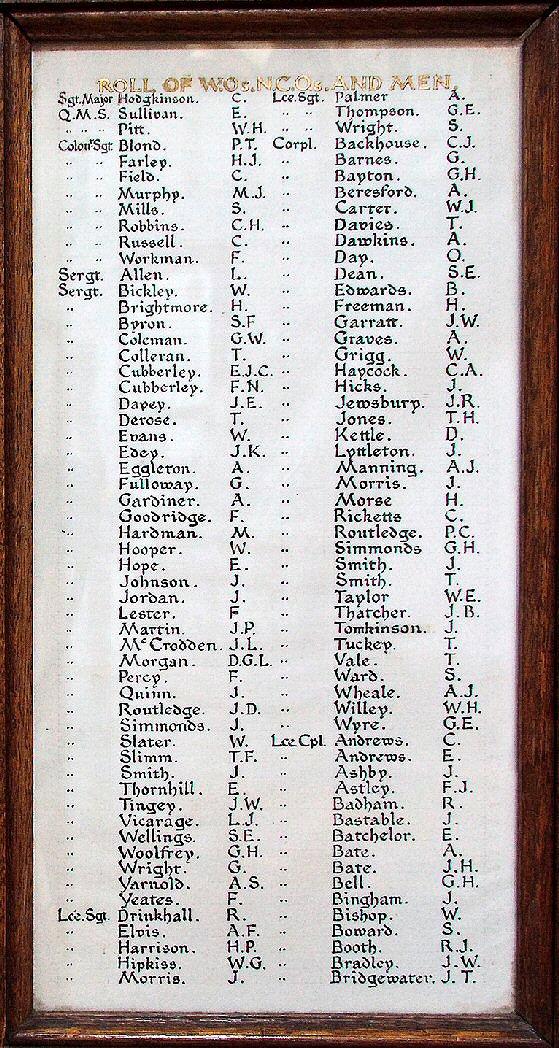 ROLL OF W.Os, N.C.Os. AND MEN.
Sgt. Major Hodgkinson. C.
Q.M.S. Sullivan. E.
" " Pitt. W.H.
Colour Sgt Blond. P.T.
" " Farley. H.J.
" " Field. C.
" " Murphy. M.J.
" " Mills. S.
" " Robbins. C.H.
" " Russell. C.
" " Workman. F.
Sergt. Allen. L.
Sergt. Bickley. W.
" Brightmore. H.
" Byron. S.F
" Coleman. G.W.
" Colleran. T.
" Cubberley. E.J.C.
" Cubberley. F.N.
" Davey. J.E.
" Derose. T.
" Evans. W.
" Edey. J.K.
" Eggleton. A.
" Fulloway. G.
" Gardiner. A.
" Goodridge. F.
" Hardman. M.
" Hooper. W.
" Hope. E.
" Johnson. J.
" Jordan. J.
" Lester. F
" Martin. J.P.
" McCrodden. J.L.
" Morgan. D.G.L.
" Percy. F.
" Quinn. J.
" Routledge. J.D.
" Simmonds. J.
" Slater. W.
" Slimm. T.F.
" Smith. J.
" Thornhill. E.
" Tingey. J.W.
" Vicarage. L.J.
" Wellings. S.E.
" Woolfrey. G.H.
" Wright. G.
" Yarnold. A.S.
" Yeates. F.
Lce. Sgt. Drinkhall. R.
" Elvis. A.F.
" Harrison. H.P.
" Hipkiss. W.G.
" Morris. J.
Lce. Sgt. Palmer A.
" " Thompson. G.E.
" " Wright. S.
Corpl. Backhouse. C.J.
" Barnes. G.
" Bayton. G.H.
" Beresford. A.
" Carter. W.J.
" Davies. T.
" Dawkins. A.
" Day. O.
" Dean. S.E.
" Edwards. B.
" Freeman. H.
" Garratt. J.W.
" Graves. A.
" Grigg. W.
" Haycock. C.A.
" Hicks. J.
" Jewsbury. J.R.
" Jones. T.H.
" Kettle. D.
" Lyttleton. J.
" Manning. A.J.
" Morris. J.
" Morse H.
" Ricketts C.
" Routledge. P.C.
" Simmonds G.H.
" Smith. J.
" Smith. T.
" Taylor W.E.
" Thatcher. J.B.
" Tomkinson. J.
" Tuckey. T.
" Vale. T.
" Ward. S.
" Wheale. A.J.
" Willey. W.H.
" Wyre. G.E.
Lce. Cpl. Andrews. C.
" Andrews. E.
" Ashby. J.
" Astley. F.J.
" Badham. R.
" Bastable. J.
" Batchelor. E.
" Bate. A.
" Bate. J.H.
" Bell. G.H.
" Bingham. J.
" Bishop. W.
" Boward. S.
" Booth. R.J.
" Bradley. J.W.
" Bridgewater. J.T.